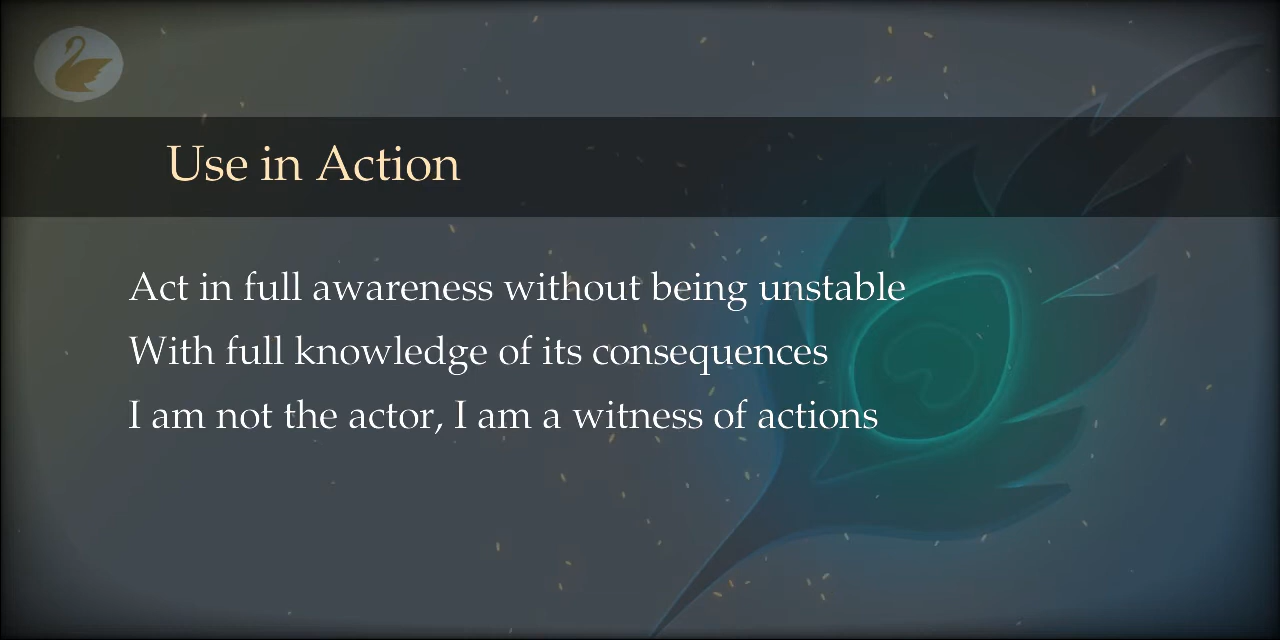 Use in Action
Act in full awareness without being unstable
With full knowledge of its consequences
I am not the actor, I am a witness of actions